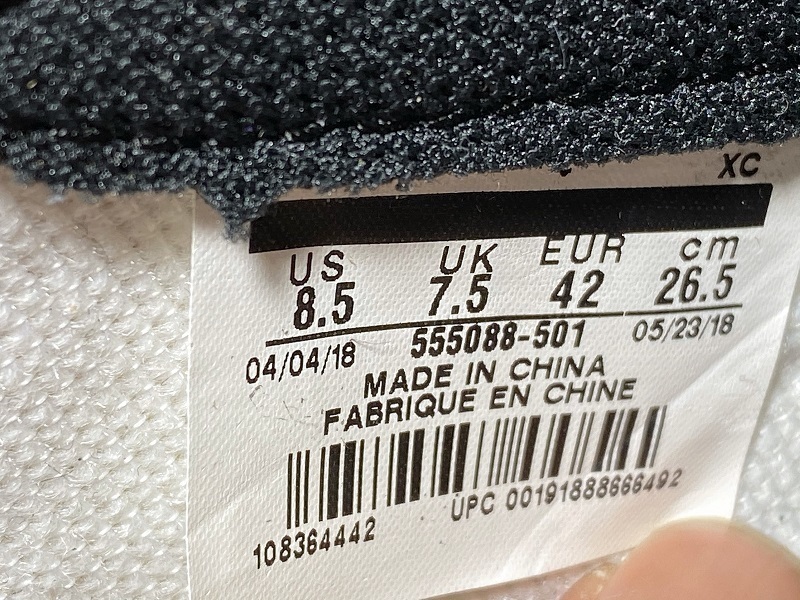 XC
US UK EUR cm
8.5 7.5 42 26.5
04/04/18 555088-501 05/23/18
MADE IN CHINA
FABRIQUE EN CHINE
108364442 UPC 00191888666492